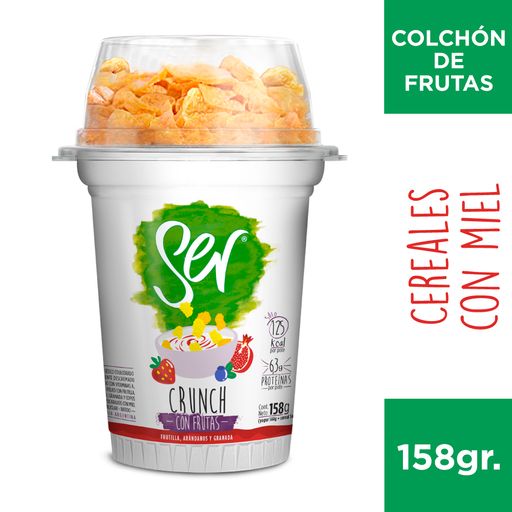 COLCHÓN
DE
FRUTAS
CEREALES
CON MIEL
158gr.
Ser®
125
Kcal
por pote
6,3g
PROTEÍNAS
por pote
CRUNCH
CON FRUTAS
FRUTILLA, ARÁNDANOS Y GRANADA
Cont.
Neto 158g